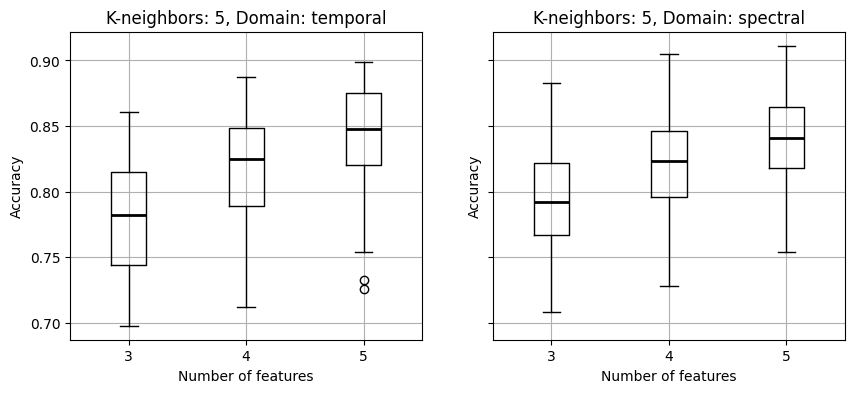 K-neighbors: 5, Domain: temporal
Accuracy
0.90
0.85
0.80
0.75
0.70
3 4 5
Number of features
K-neighbors: 5, Domain: spectral
Accuracy
3 4 5
Number of features